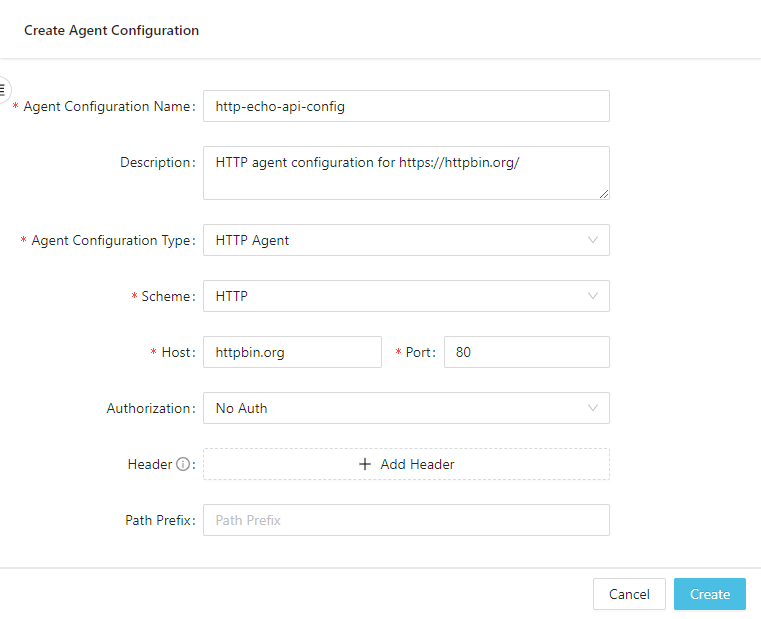 Create Agent Configuration
* Agent Configuration Name: http-echo-api-config
Description: HTTP agent configuration for https://httpbin.org/
* Agent Configuration Type: HTTP Agent
* Scheme: HTTP
* Host: httpbin.org * Port: 80
Authorization: No Auth
Header : + Add Header
Path Prefix: Path Prefix
Cancel Create